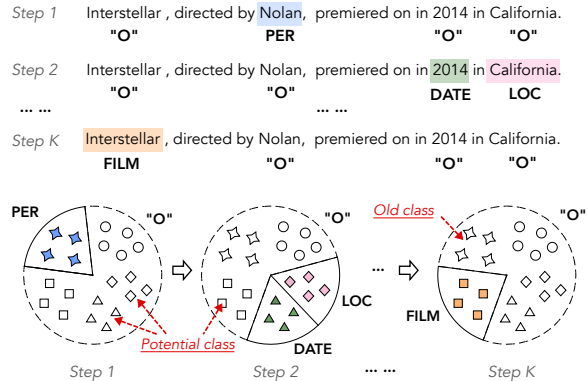 Step 1 Interstellar , directed by Nolan, premiered on in 2014 in California.
"O" PER "O" "O"
Step 2 Interstellar , directed by Nolan, premiered on in 2014 in California.
"O" "O" DATE LOC
... ... ... ...
Step K Interstellar , directed by Nolan, premiered on in 2014 in California.
FILM "O" "O" "O"
PER "O" "O" Old class "O"
...
LOC
FILM
Potential class
DATE
Step 1 Step 2 ... ... Step K